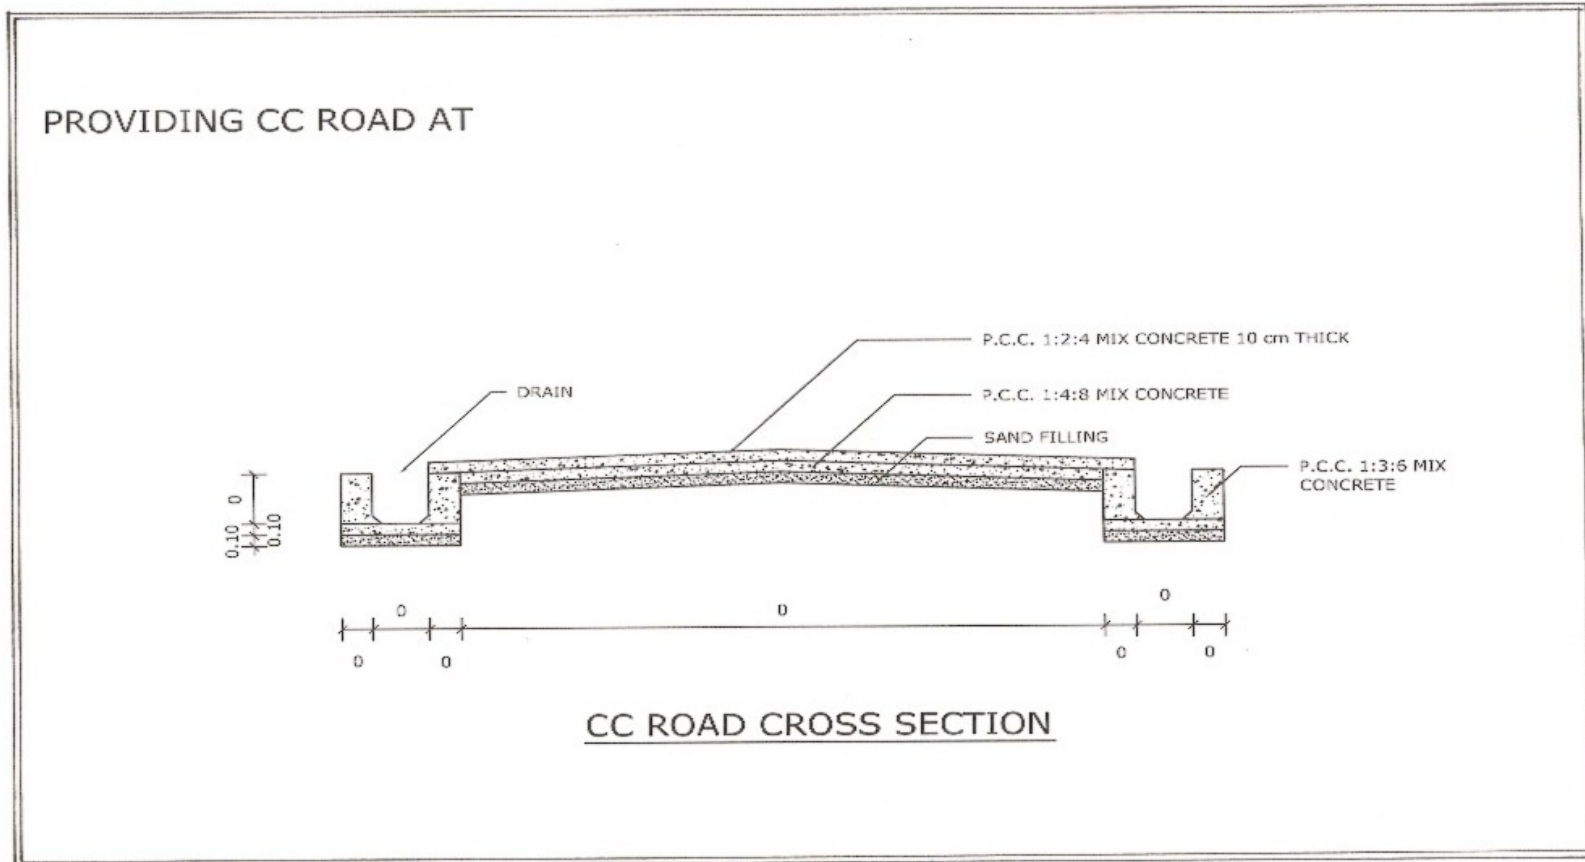 PROVIDING CC ROAD AT
P.C.C. 1:2:4 MIX CONCRETE 10 cm THICK
DRAIN
P.C.C. 1:4:8 MIX CONCRETE
SAND FILLING
P.C.C. 1:3:6 MIX
CONCRETE
0
0.10
0.10
0
0
0
0
0
0
0
CC ROAD CROSS SECTION